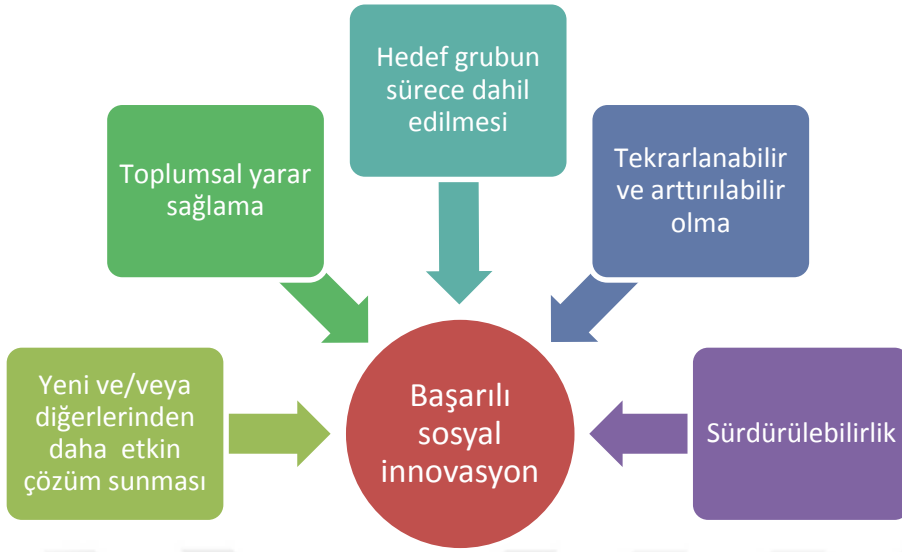 Hedef grubun
sürece dahil
edilmesi
Toplumsal yarar
sağlama
Tekrarlanabilir
ve arttırılabilir
olma
Yeni ve/veya
diğerlerinden
daha etkin
çözüm sunması
Başarılı
sosyal
innovasyon
Sürdürülebilirlik